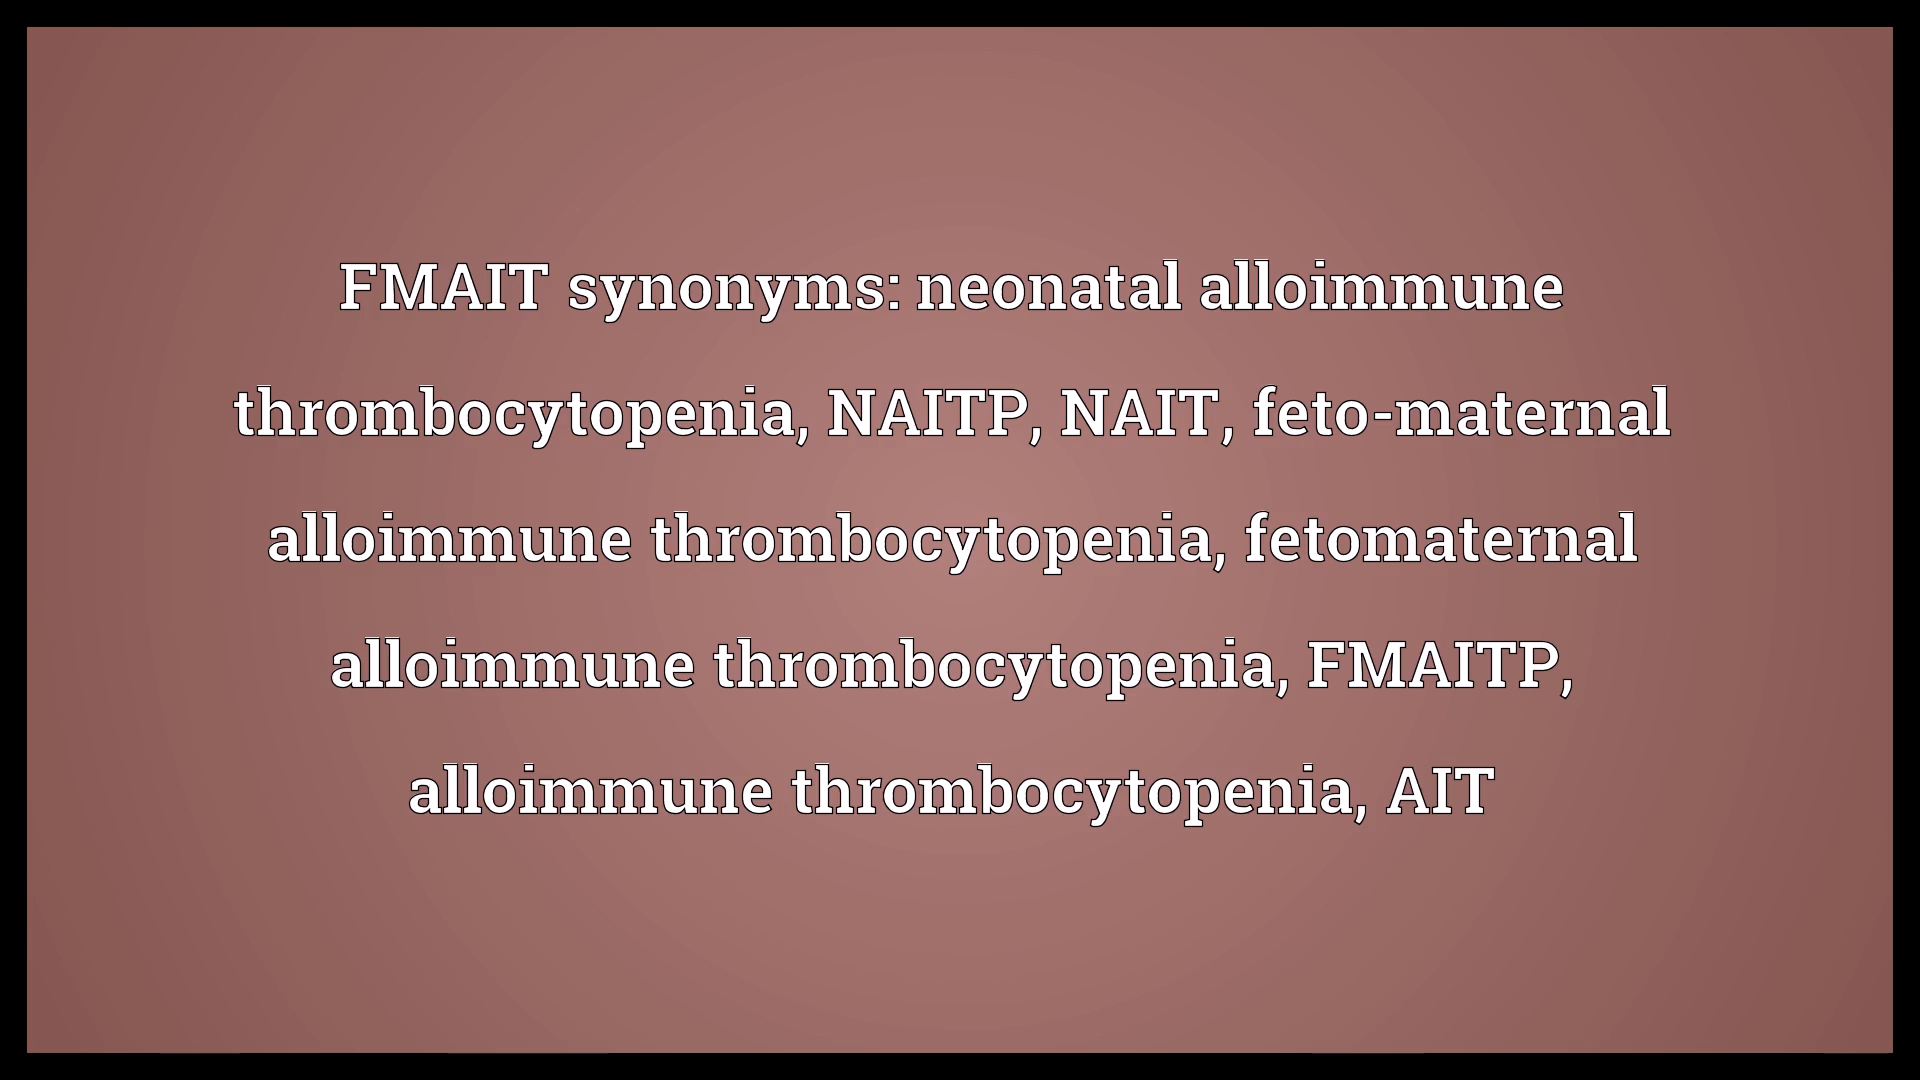 FMAIT synonyms: neonatal alloimmune
thrombocytopenia, NAITP, NAIT, feto-maternal
alloimmune thrombocytopenia, fetomaternal
alloimmune thrombocytopenia, FMAITP,
alloimmune thrombocytopenia, AIT